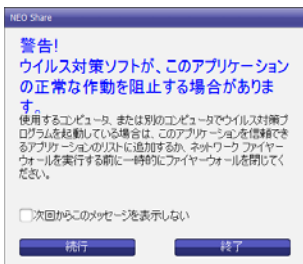 NEO Share
警告!
ウイルス対策ソフトが、このアプリケーション
の正常な作動を阻止する場合がありま
す。
使用するコンピュータ、または別のコンピュータでウイルス対策プ
ログラムを起動している場合は、このアプリケーションを信頼でき
るアプリケーションのリストに追加するか、ネットワーク ファイヤー
ウォールを実行する前に一時的にファイヤーウォールを閉じてく
ださい。
次回からこのメッセージを表示しない
続行
終了